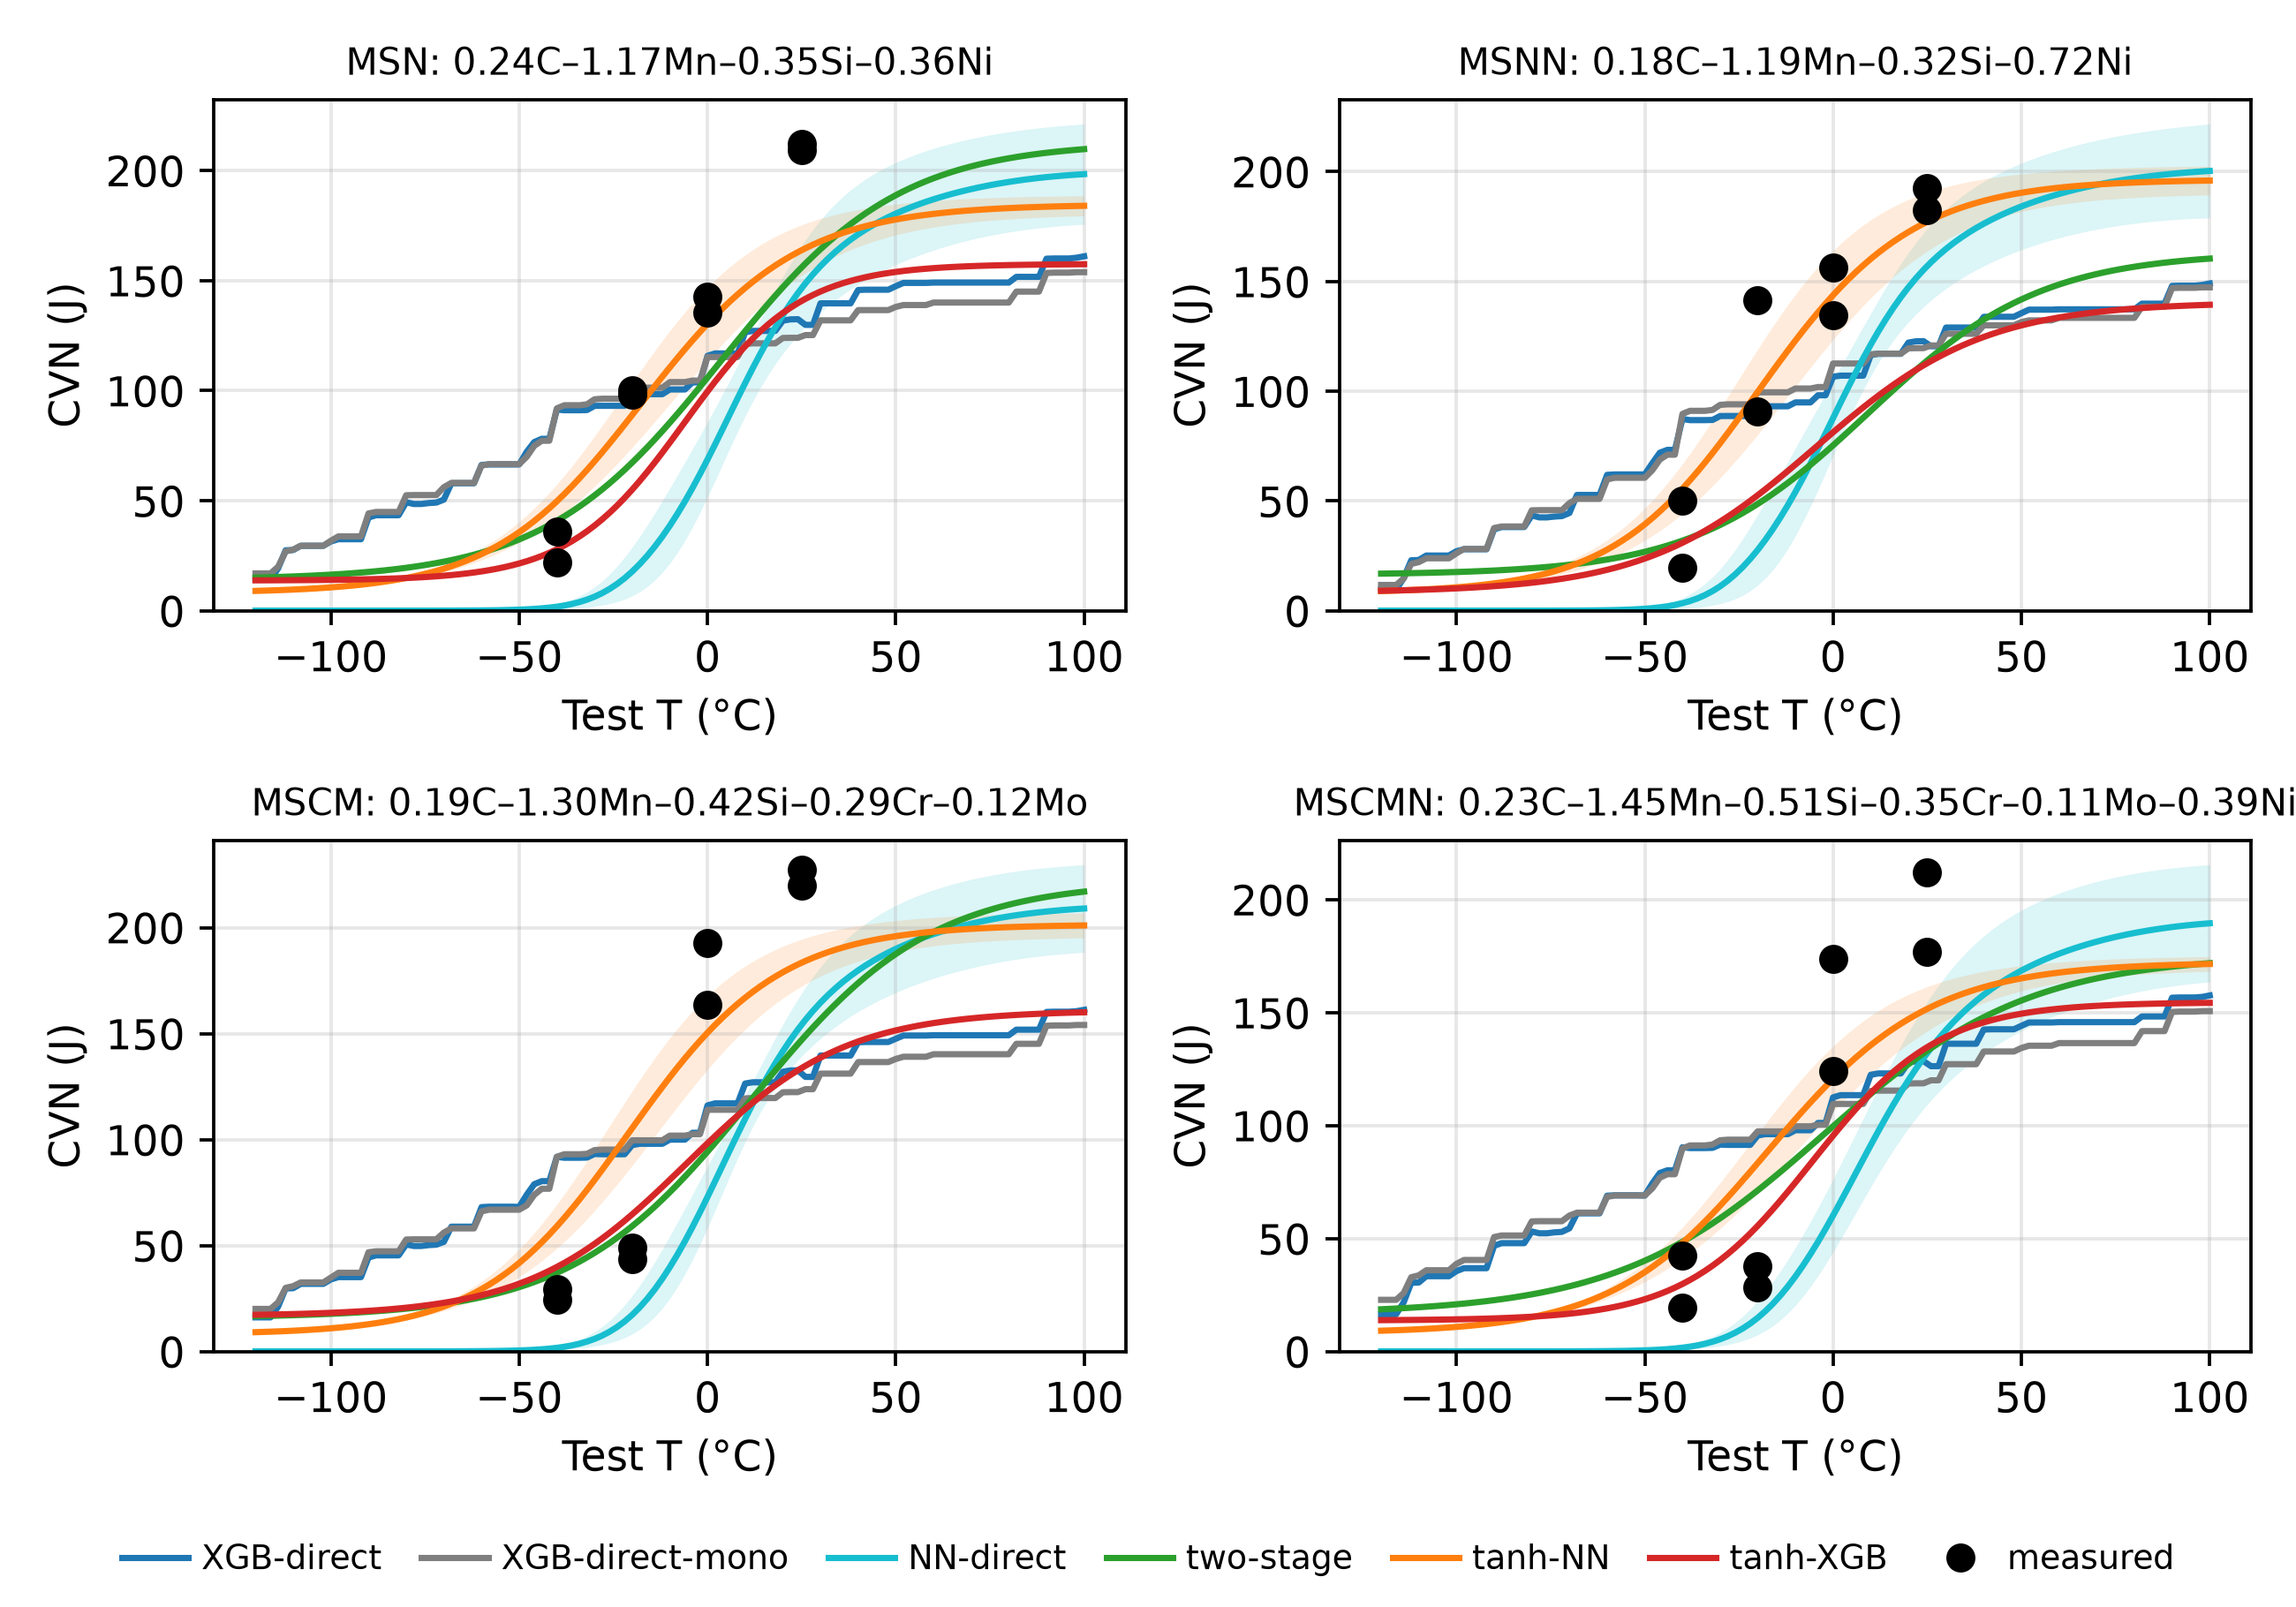 MSN: 0.24C–1.17Mn–0.35Si–0.36Ni
CVN (J)
200
150
100
50
0
−100 −50 0 50 100
Test T (°C)
MSNN: 0.18C–1.19Mn–0.32Si–0.72Ni
CVN (J)
200
150
100
50
0
−100 −50 0 50 100
Test T (°C)
MSCM: 0.19C–1.30Mn–0.42Si–0.29Cr–0.12Mo
CVN (J)
200
150
100
50
0
−100 −50 0 50 100
Test T (°C)
MSCMN: 0.23C–1.45Mn–0.51Si–0.35Cr–0.11Mo–0.39Ni
CVN (J)
200
150
100
50
0
−100 −50 0 50 100
Test T (°C)
XGB-direct XGB-direct-mono NN-direct two-stage tanh-NN tanh-XGB measured